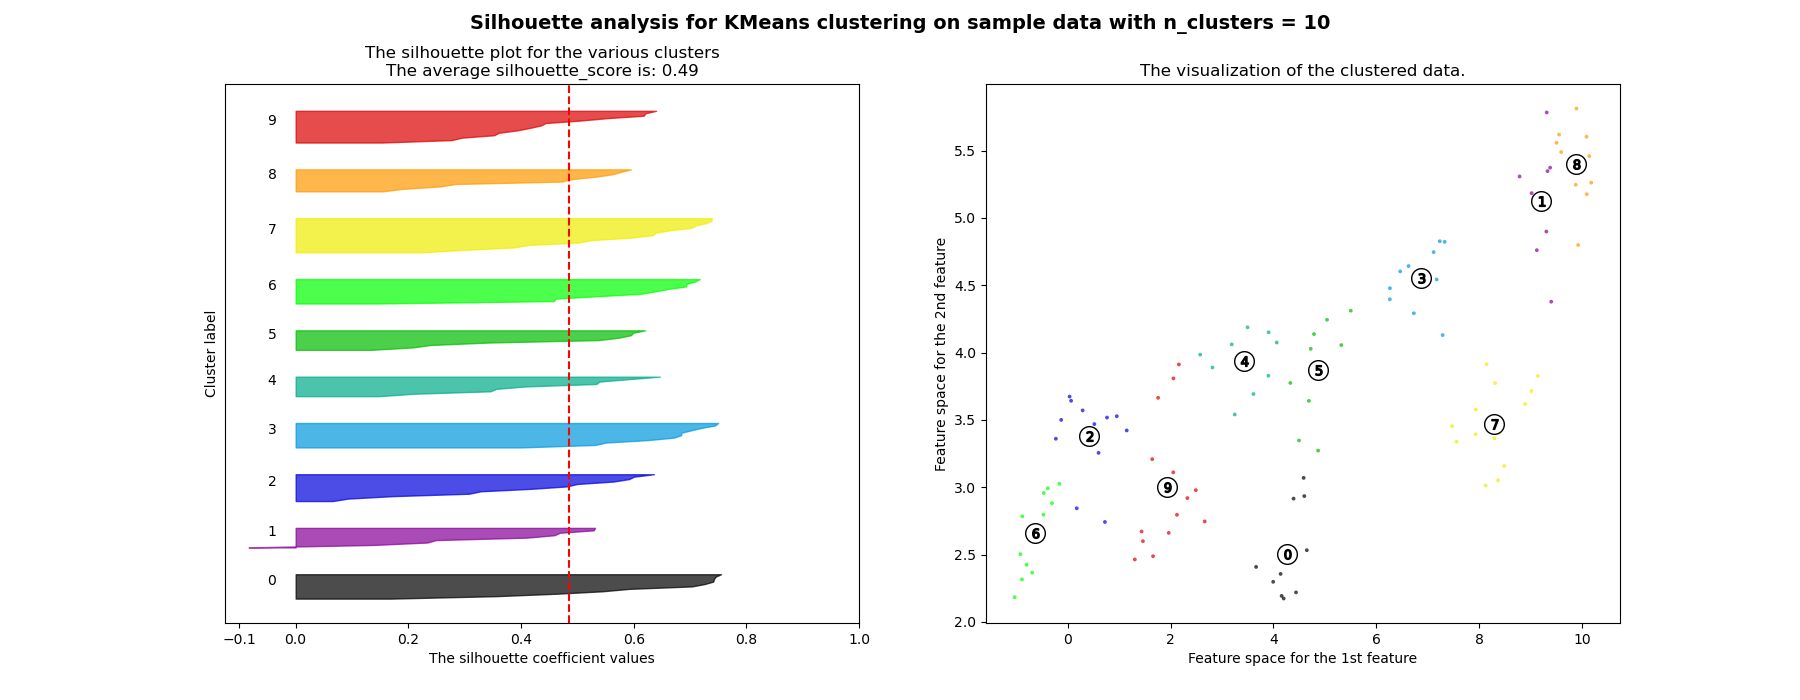 Silhouette analysis for KMeans clustering on sample data with n_clusters = 10
The silhouette plot for the various clusters
The average silhouette_score is: 0.49
9
8
7
6
5
4
3
2
1
0
Cluster label
−0.1 0.0 0.2 0.4 0.6 0.8 1.0
The silhouette coefficient values
The visualization of the clustered data.
5.5
5.0
4.5
4.0
3.5
3.0
2.5
2.0
Feature space for the 2nd feature
8
1
3
4
5
7
2
9
6
0
0 2 4 6 8 10
Feature space for the 1st feature